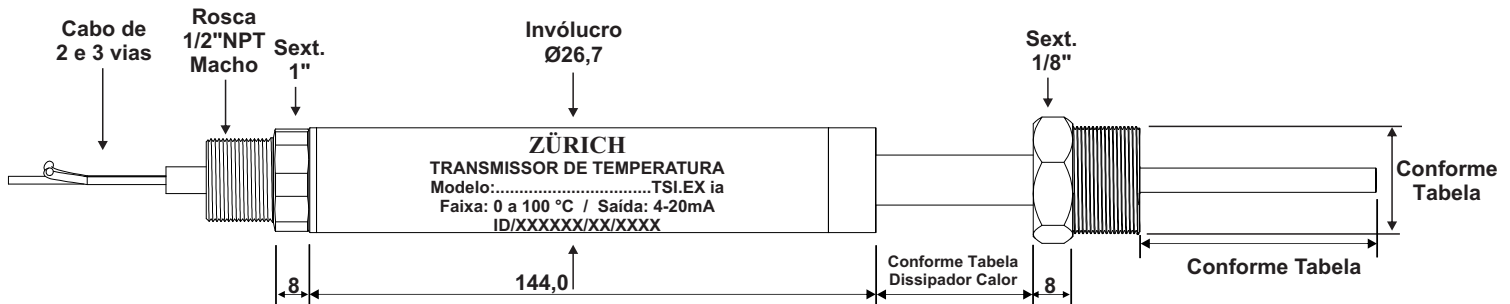 Cabo de
2 e 3 vias
Rosca
1/2"NPT
Macho
Sext.
1"
Invólucro
Ø26,7
Sext.
1/8"
ZÜRICH
TRANSMISSOR DE TEMPERATURA
Modelo:................................TSI.EX ia
Faixa: 0 a 100 °C / Saída: 4-20mA
ID/XXXXXX/XX/XXXX
Conforme
Tabela
8
144,0
Conforme Tabela
Dissipador Calor
8
Conforme Tabela